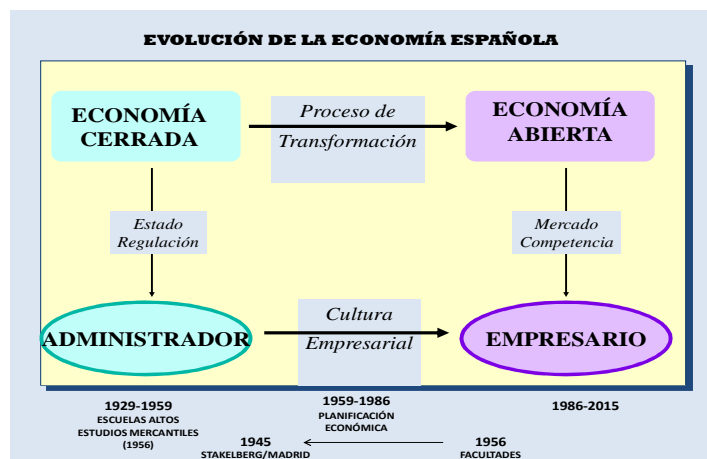 EVOLUCIÓN DE LA ECONOMÍA ESPAÑOLA
ECONOMÍA
CERRADA
Proceso de
Transformación
ECONOMÍA
ABIERTA
Estado
Regulación
Mercado
Competencia
ADMINISTRADOR
Cultura
Empresarial
EMPRESARIO
1929-1959
ESCUELAS ALTOS
ESTUDIOS MERCANTILES
(1956)
1959-1986
PLANIFICACIÓN
ECONÓMICA
1986-2015
1945
STAKELBERG/MADRID
1956
FACULTADES